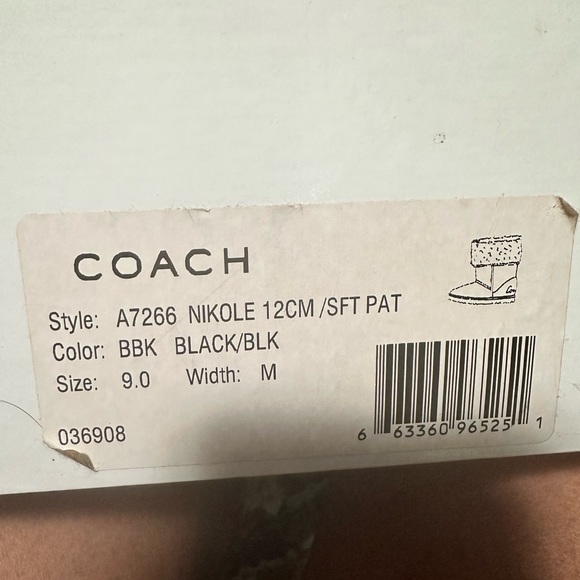 COACH
Style: A7266 NIKOLE 12CM /SFT PAT
Color: BBK BLACK/BLK
Size: 9.0 Width: M
036908
6 63360 96525 1